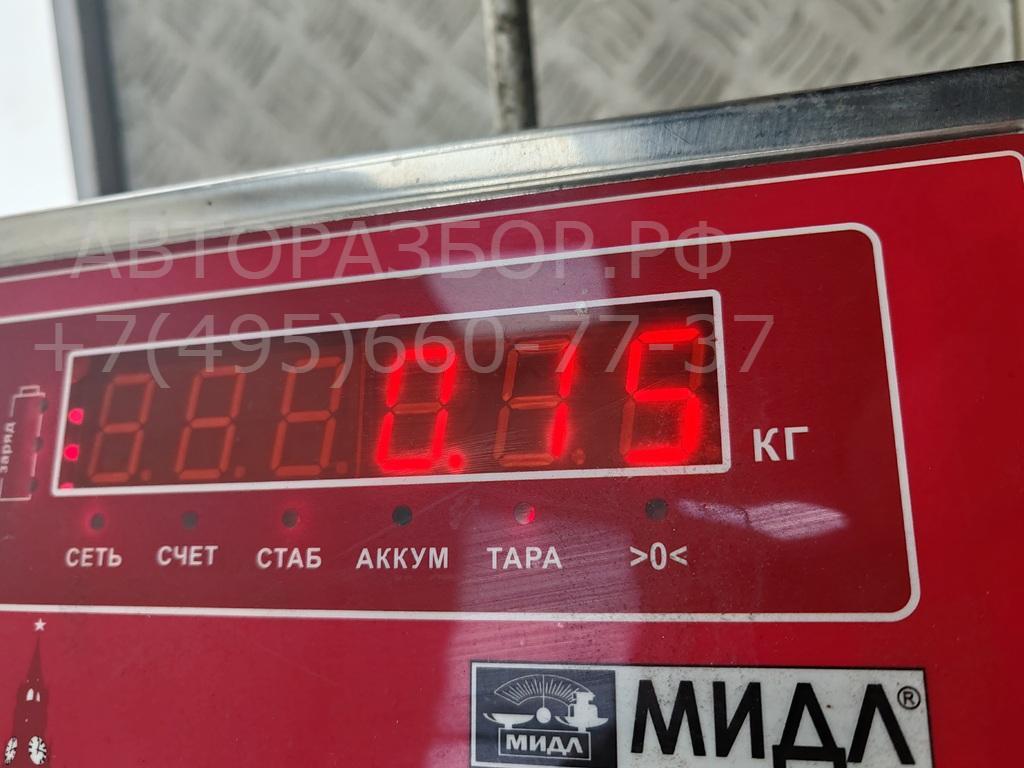 АВТОРАЗБОР.РФ
+7(495)660-77-37
заряд
0.15
КГ
СЕТЬ СЧЕТ СТАБ АККУМ ТАРА >0<
МИДЛ МИДЛ®